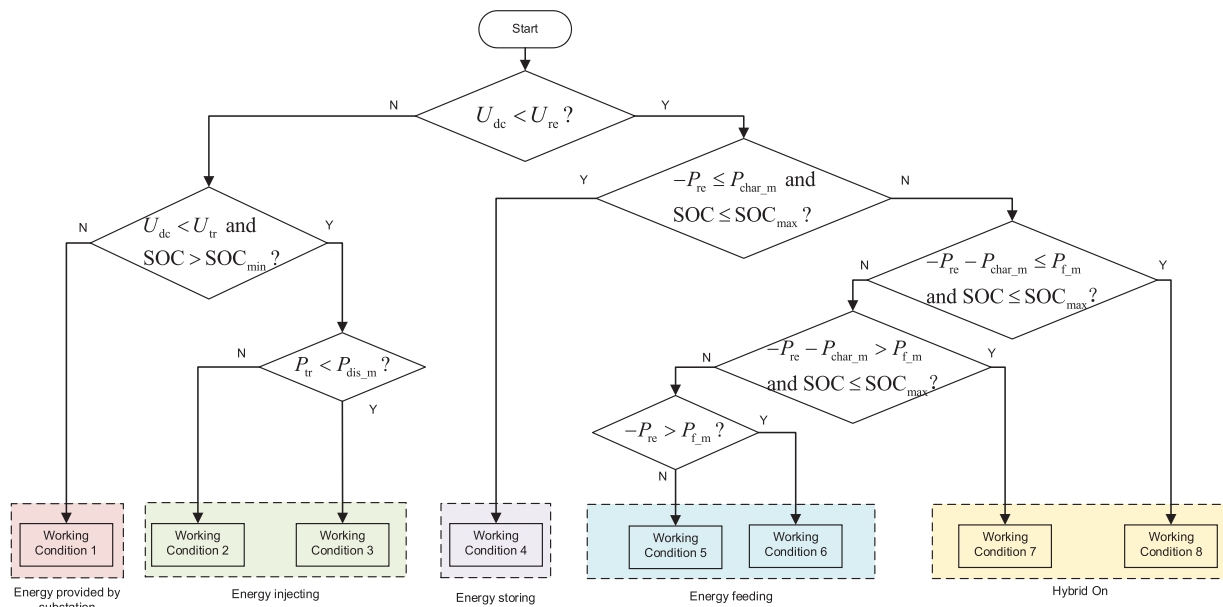 Start
U_dc < U_re ?
N
Y
-P_re ≤ P_char_m and
SOC ≤ SOC_max ?
Y
N
U_dc < U_tr and
SOC > SOC_min ?
N
Y
-P_re - P_char_m ≤ P_f_m
and SOC ≤ SOC_max ?
N
Y
P_tr < P_dis_m ?
N
Y
-P_re - P_char_m > P_f_m
and SOC ≤ SOC_max ?
N
Y
-P_re > P_f_m ?
Y
N
Working
Condition 1
Working
Condition 2
Working
Condition 3
Working
Condition 4
Working
Condition 5
Working
Condition 6
Working
Condition 7
Working
Condition 8
Energy provided by
substation
Energy injecting
Energy storing
Energy feeding
Hybrid On